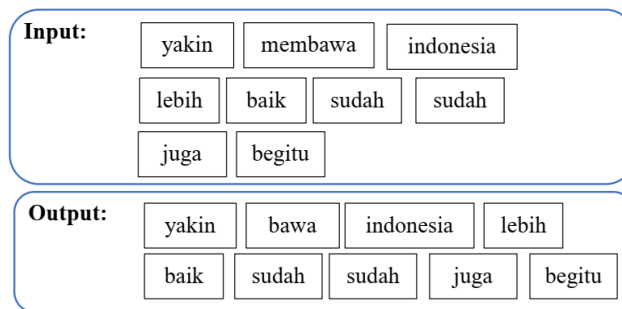 Input: yakin membawa indonesia
lebih baik sudah sudah
juga begitu
Output: yakin bawa indonesia lebih
baik sudah sudah juga begitu